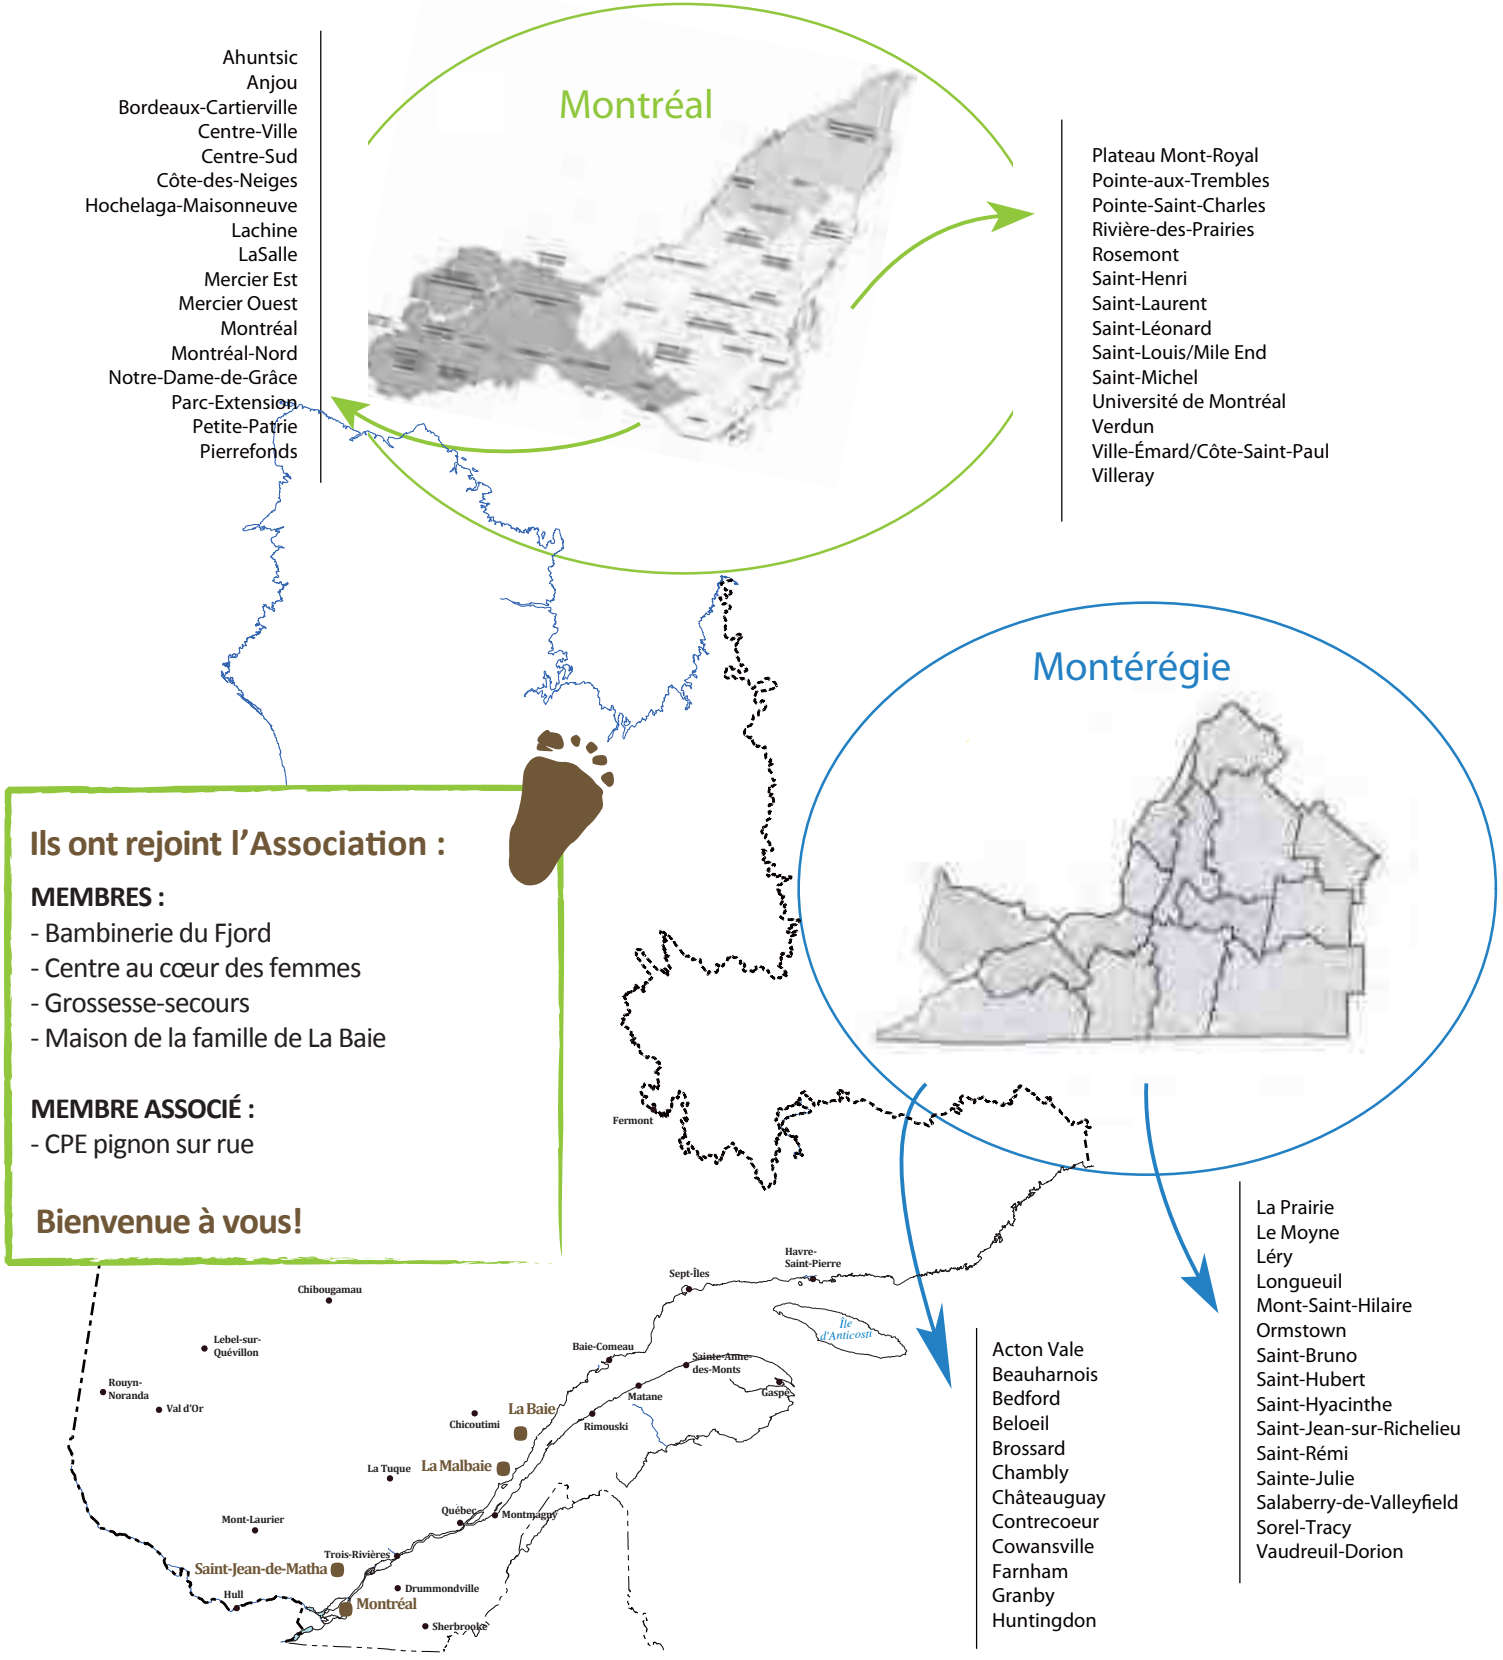 Ahuntsic
Anjou
Bordeaux-Cartierville
Centre-Ville
Centre-Sud
Côte-des-Neiges
Hochelaga-Maisonneuve
Lachine
LaSalle
Mercier Est
Mercier Ouest
Montréal
Montréal-Nord
Notre-Dame-de-Grâce
Parc-Extension
Petite-Patrie
Pierrefonds
Montréal
Plateau Mont-Royal
Pointe-aux-Trembles
Pointe-Saint-Charles
Rivière-des-Prairies
Rosemont
Saint-Henri
Saint-Laurent
Saint-Léonard
Saint-Louis/Mile End
Saint-Michel
Université de Montréal
Verdun
Ville-Émard/Côte-Saint-Paul
Villeray
Montérégie
Ils ont rejoint l'Association :
MEMBRES :
- Bambinerie du Fjord
- Centre au cœur des femmes
- Grossesse-secours
- Maison de la famille de La Baie
MEMBRE ASSOCIÉ :
- CPE pignon sur rue
Bienvenue à vous!
Fermont
Havre-
Saint-Pierre
Sept-Îles
Chibougamau
Île
d'Anticosti
Lebel-sur-
Quévillon
Baie-Comeau
Sainte-Anne-
des-Monts
Rouyn-
Noranda
Val d'Or
Matane
Gaspé
La Baie
Chicoutimi
Rimouski
La Tuque
La Malbaie
Québec
Montmagny
Mont-Laurier
Trois-Rivières
Saint-Jean-de-Matha
Drummondville
Hull
Montréal
Sherbrooke
Acton Vale
Beauharnois
Bedford
Beloeil
Brossard
Chambly
Châteauguay
Contrecoeur
Cowansville
Farnham
Granby
Huntingdon
La Prairie
Le Moyne
Léry
Longueuil
Mont-Saint-Hilaire
Ormstown
Saint-Bruno
Saint-Hubert
Saint-Hyacinthe
Saint-Jean-sur-Richelieu
Saint-Rémi
Sainte-Julie
Salaberry-de-Valleyfield
Sorel-Tracy
Vaudreuil-Dorion